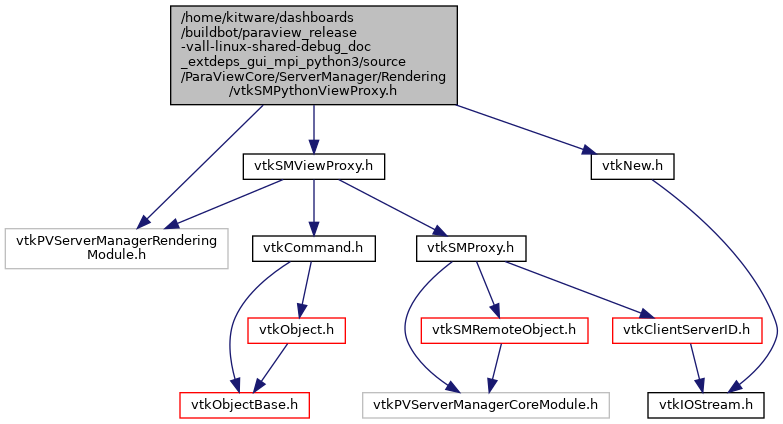 /home/kitware/dashboards
/buildbot/paraview_release
-vall-linux-shared-debug_doc
_extdeps_gui_mpi_python3/source
/ParaViewCore/ServerManager/Rendering
/vtkSMPythonViewProxy.h
vtkSMViewProxy.h
vtkNew.h
vtkPVServerManagerRendering
Module.h
vtkCommand.h
vtkSMProxy.h
vtkObject.h
vtkSMRemoteObject.h
vtkClientServerID.h
vtkObjectBase.h
vtkPVServerManagerCoreModule.h
vtkIOStream.h